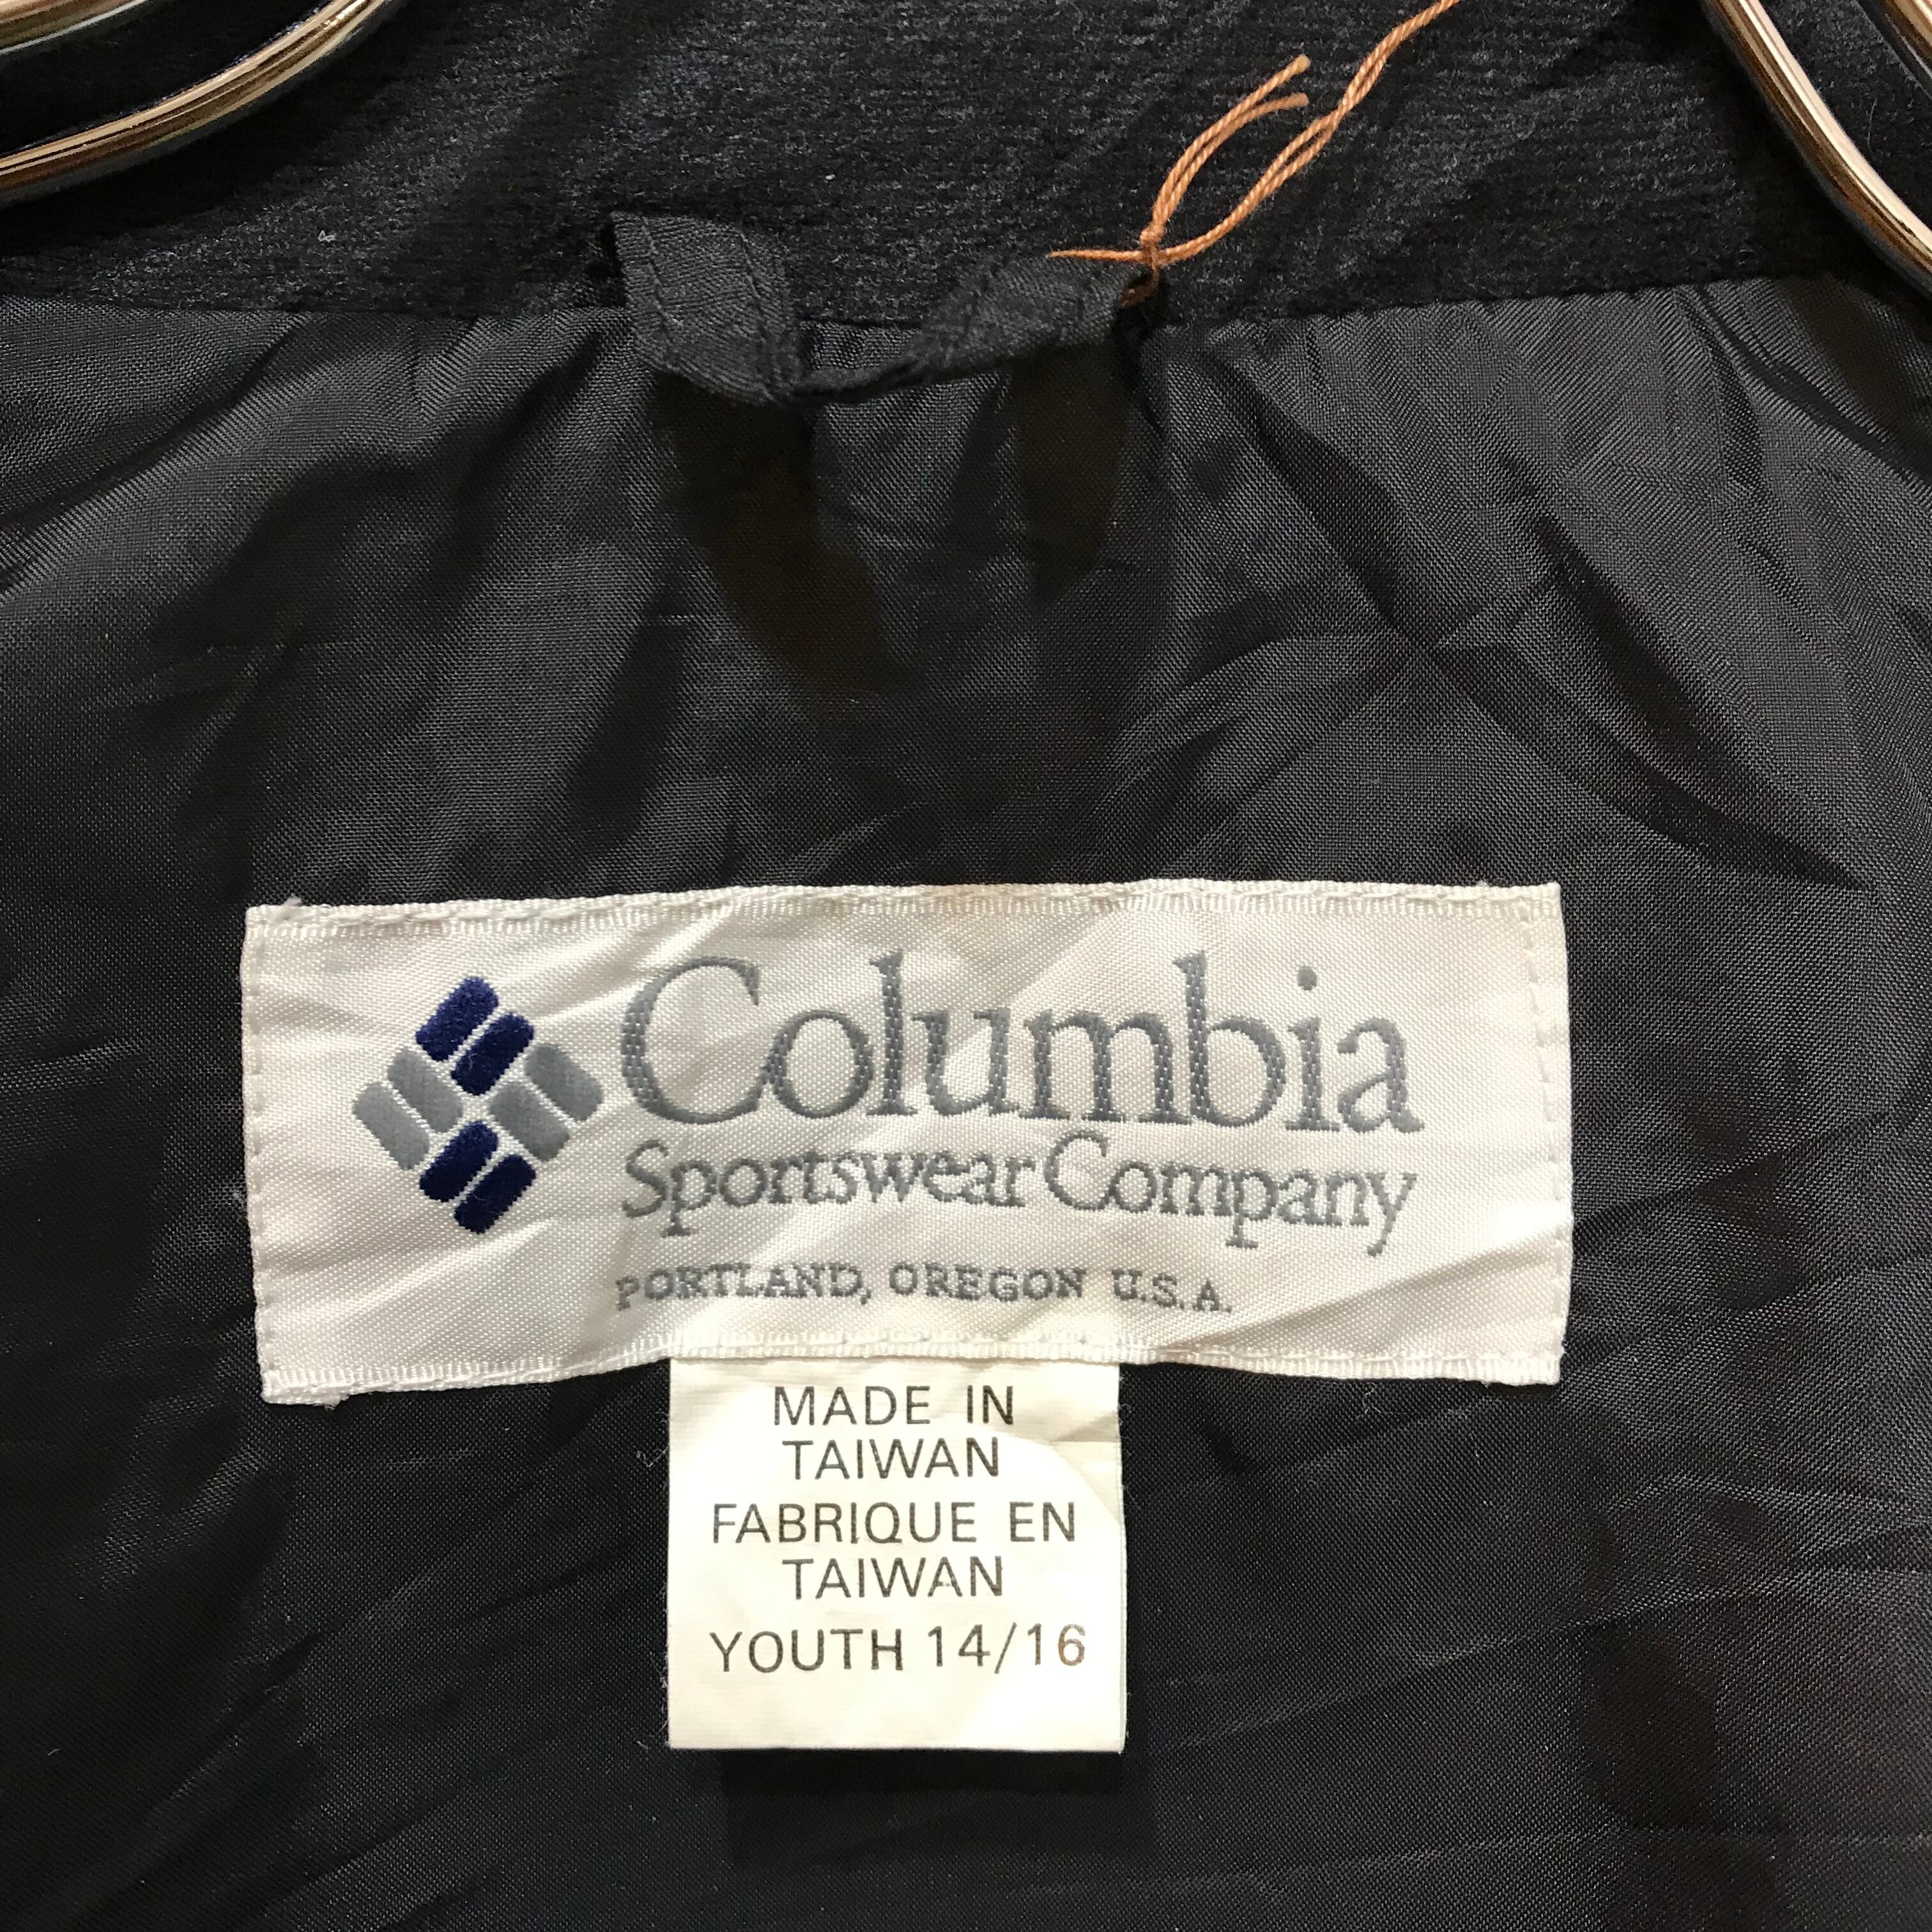 Columbia
Sportswear Company
PORTLAND, OREGON U.S.A.
MADE IN
TAIWAN
FABRIQUE EN
TAIWAN
YOUTH 14/16